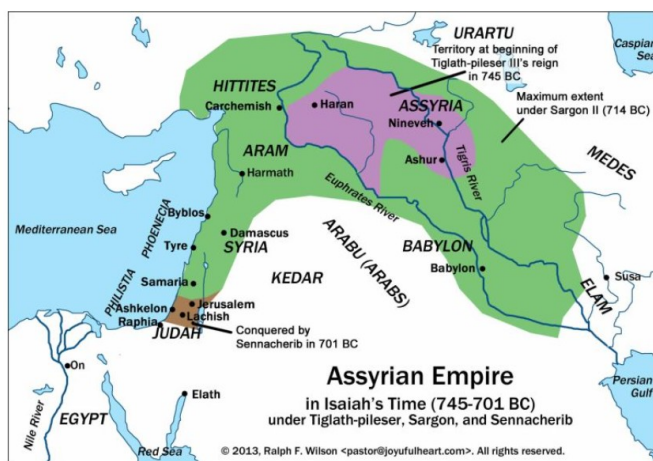 URARTU
Caspian
Sea
Territory at beginning of
Tiglath-pileser III's reign
in 745 BC
HITTITES
Carchemish
Haran
ASSYRIA
Nineveh
Maximum extent
under Sargon II (714 BC)
ARAM
Ashur
Tigris River
MEDES
Harmath
Euphrates River
Byblos
Mediterranean Sea
PHOENECIA
Damascus
Tyre
SYRIA
ARABU (ARABS)
BABYLON
Babylon
KEDAR
Susa
ELAM
PHILISTIA
Samaria
Jerusalem
Ashkelon
Lachish
Raphia
JUDAH
Conquered by
Sennacherib in 701 BC
On
Elath
EGYPT
Nile River
Red Sea
Persian
Gulf
Assyrian Empire
in Isaiah's Time (745-701 BC)
under Tiglath-pileser, Sargon, and Sennacherib
© 2013, Ralph F. Wilson <pastor@joyfulheart.com>. All rights reserved.